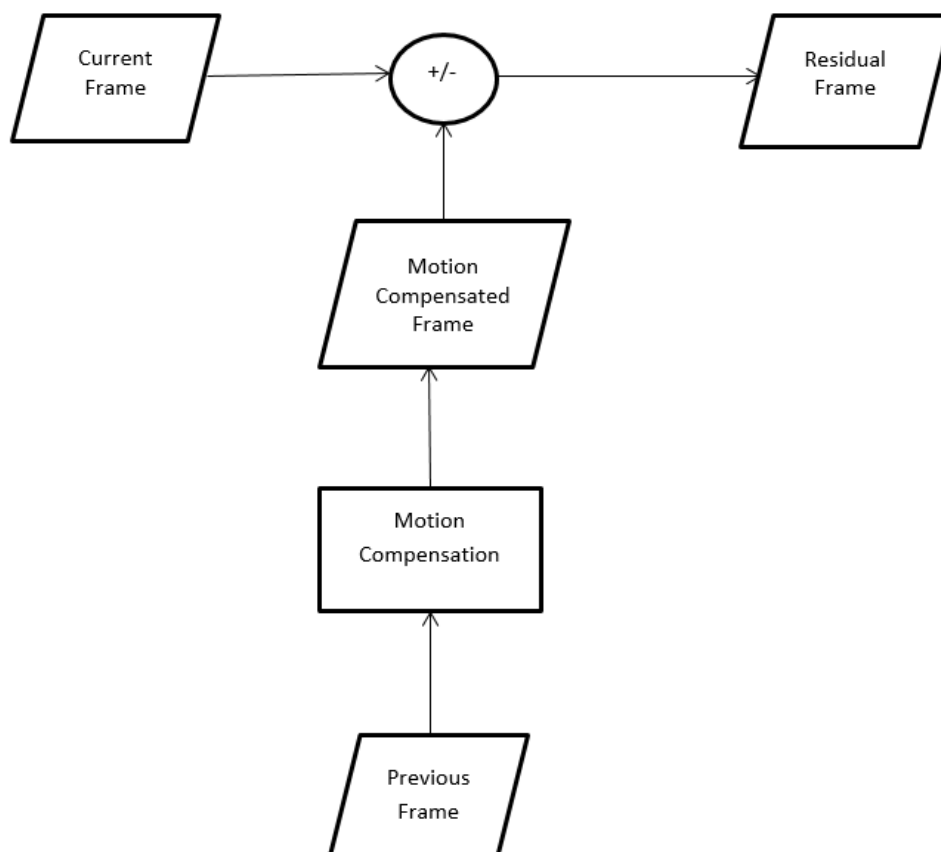 Current
Frame
+/-
Residual
Frame
Motion
Compensated
Frame
Motion
Compensation
Previous
Frame